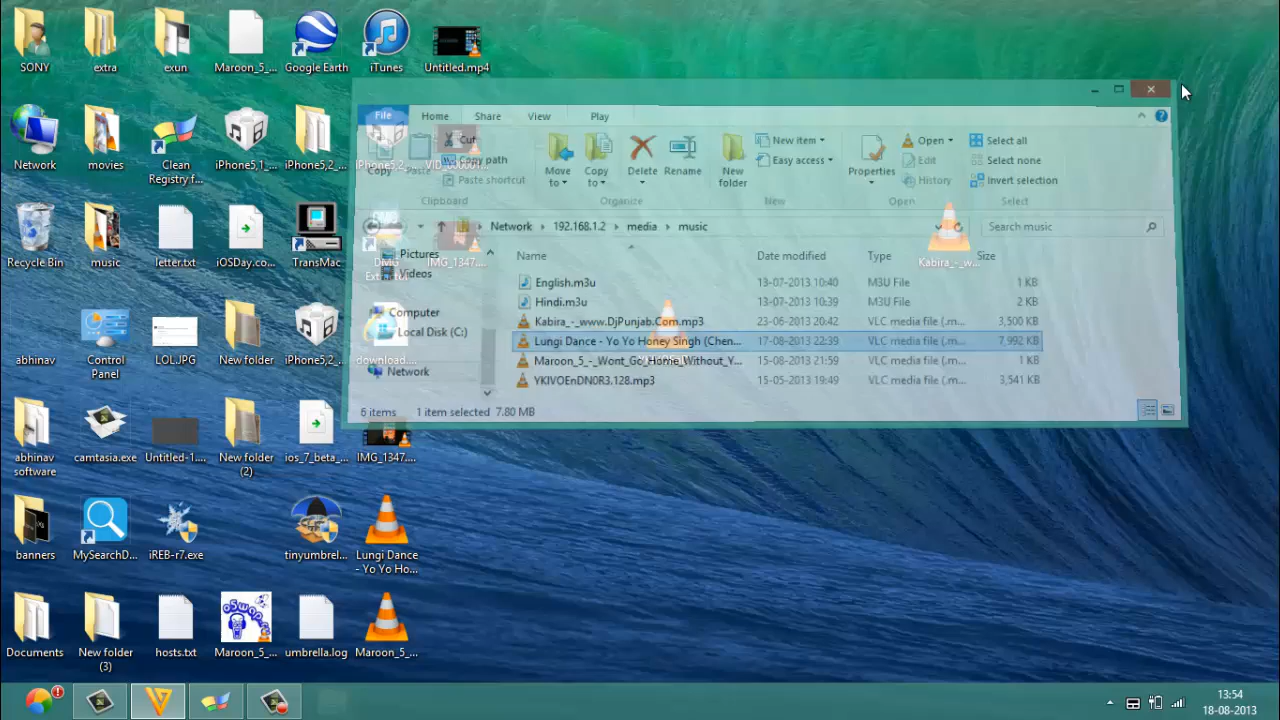 SONY
extra
exun
Maroon_5_...
Google Earth
iTunes
Untitled.mp4
Network
movies
Clean
Registry.f...
iPhone5,1_...
iPhone5,2_...
iPhone5,2_...
VID_000001...
Recycle Bin
music
letter.txt
iOSDay.co...
TransMac
DMG
Extractor
IMG_1347....
Kabira_-_w...
abhinav
Control
Panel
LOL.JPG
New folder
iPhone5,2_...
download....
abhinav
software
camtasia.exe
Untitled-1....
New folder
(2)
ios_7_beta_...
IMG_1347....
banners
MySearchD...
iREB-r7.exe
tinyumbrel...
Lungi Dance
- Yo Yo Ho...
Documents
New folder
(3)
hosts.txt
Maroon_5_...
umbrella.log
Maroon_5_...
File
Home
Share
View
Play
Copy
Paste
Cut
Copy path
Paste shortcut
Clipboard
Move
to
Copy
to
Delete
Rename
Organize
New
folder
New item
Easy access
New
Properties
Open
Edit
History
Open
Select all
Select none
Invert selection
Select
Network
192.168.1.2
media
music
Search music
Pictures
Videos
Computer
Local Disk (C:)
Network
Name Date modified Type Size
English.m3u 13-07-2013 10:40 M3U File 1 KB
Hindi.m3u 13-07-2013 10:39 M3U File 2 KB
Kabira_-_www.DjPunjab.Com.mp3 23-06-2013 20:42 VLC media file (.m... 3,500 KB
Lungi Dance - Yo Yo Honey Singh (Chen... 17-08-2013 22:39 VLC media file (.m... 7,992 KB
Maroon_5_-_Wont_Go_Home_Without_Y... 15-08-2013 21:59 VLC media file (.m... 1 KB
YKIVOEnDN0R3.128.mp3 15-05-2013 19:49 VLC media file (.m... 3,541 KB
6 items 1 item selected 7.80 MB
13:54
18-08-2013